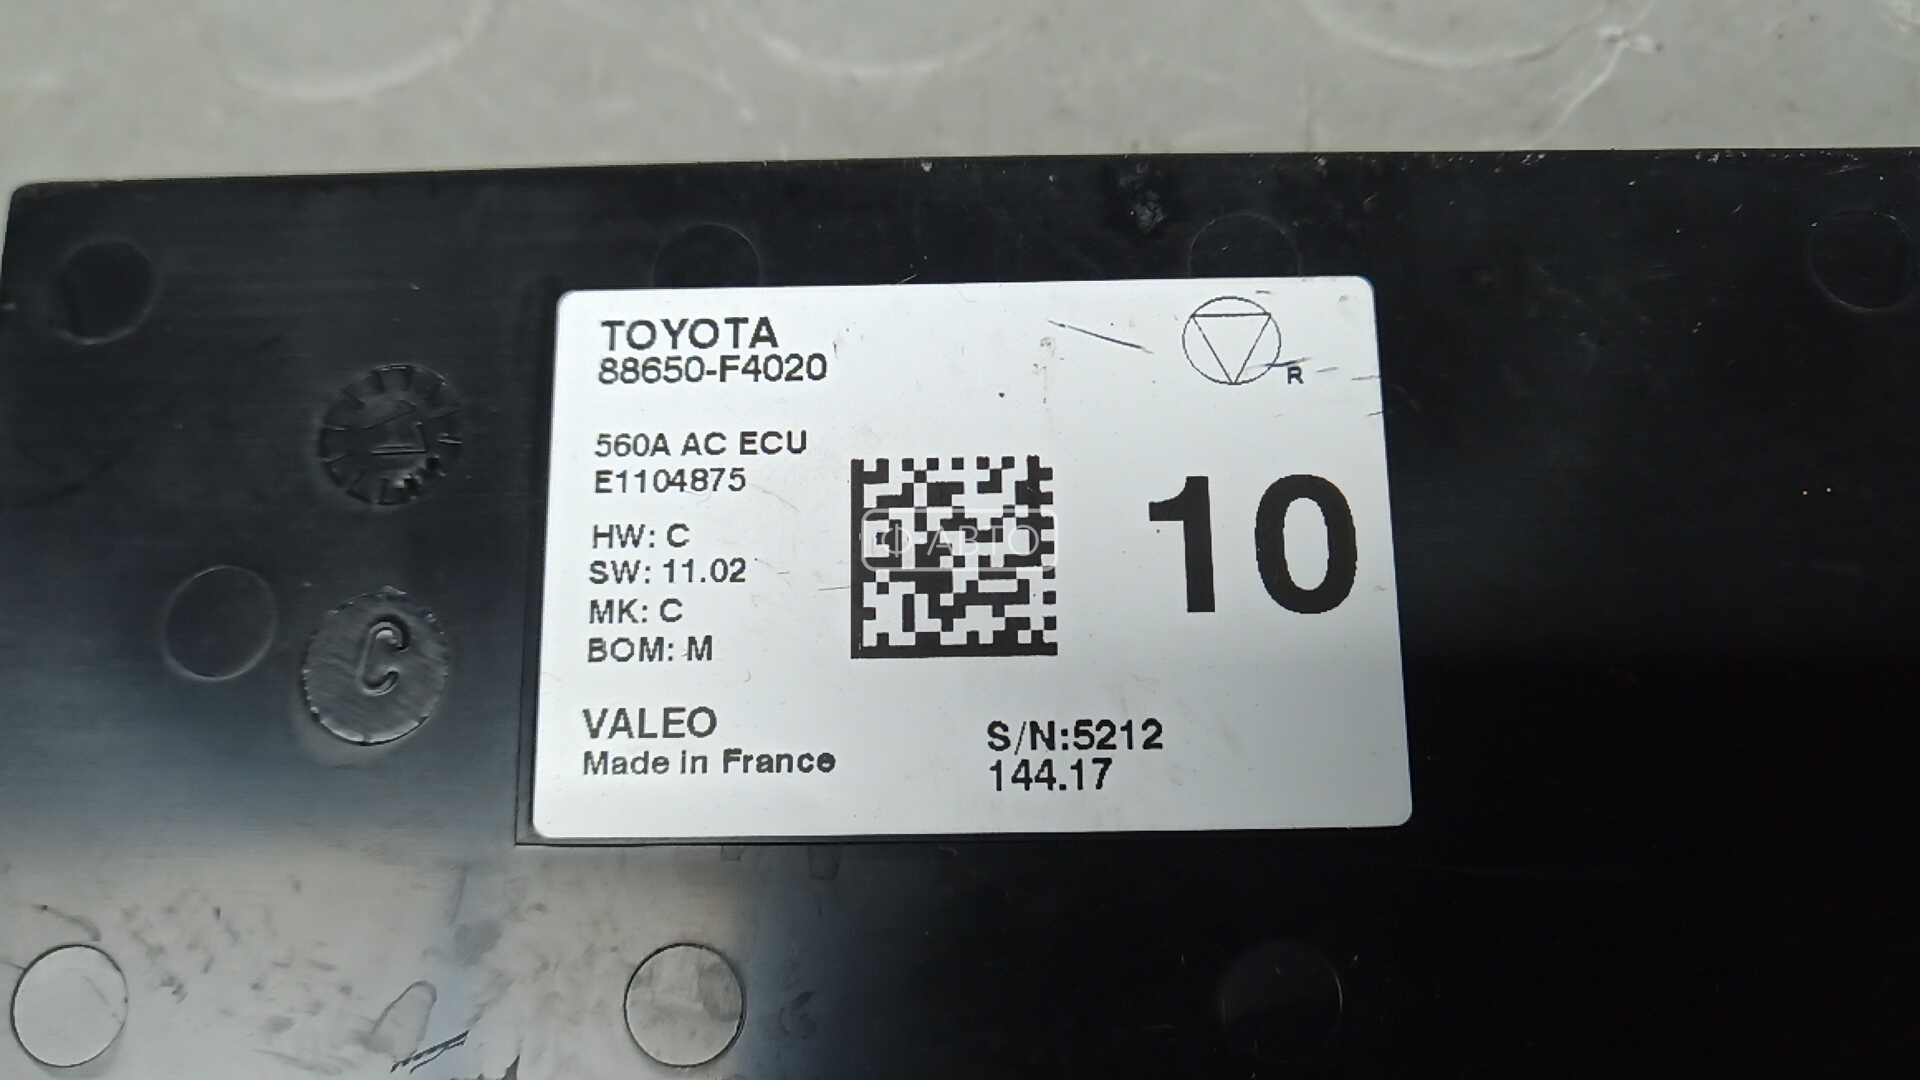 TOYOTA
88650-F4020
R
560A AC ECU
E1104875
HW: C
SW: 11.02
MK: C
BOM: M
10
Ф-АВТО
VALEO
Made in France
S/N:5212
144.17
C